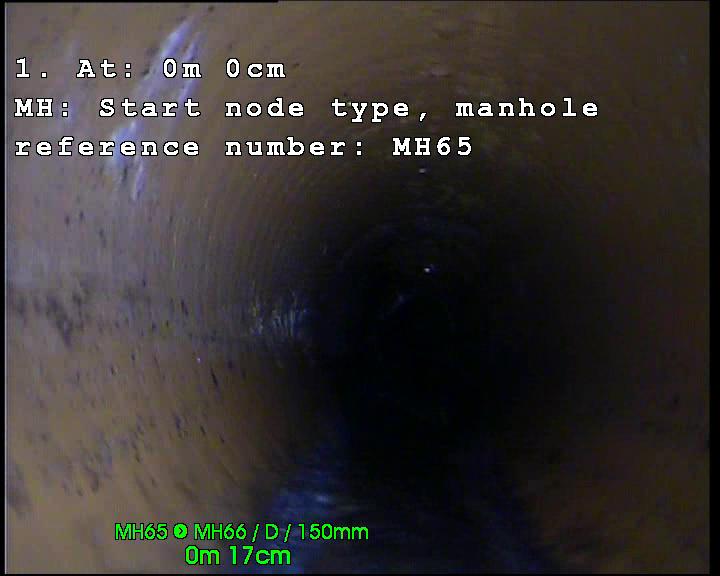 1. At: 0m 0cm
MH: Start node type, manhole
reference number: MH65
MH65 MH66 / D / 150mm
0m 17cm